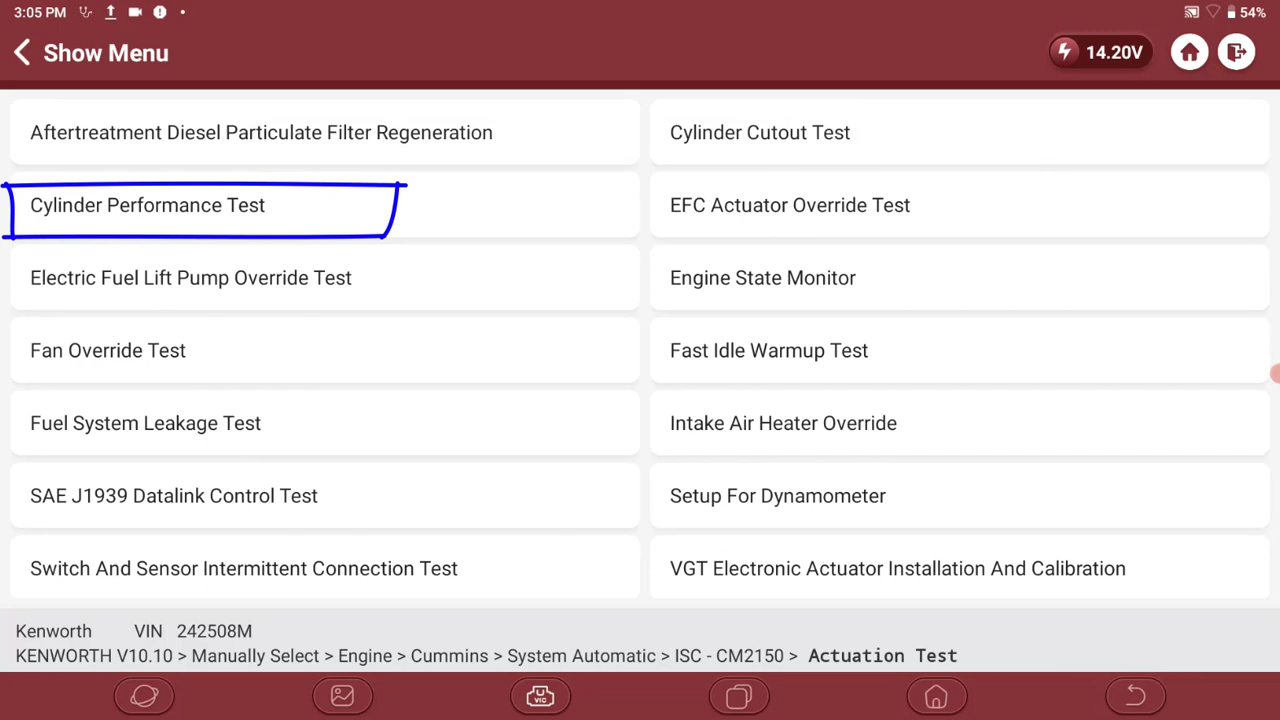 3:05 PM
54%
Show Menu
14.20V
Aftertreatment Diesel Particulate Filter Regeneration
Cylinder Cutout Test
Cylinder Performance Test
EFC Actuator Override Test
Electric Fuel Lift Pump Override Test
Engine State Monitor
Fan Override Test
Fast Idle Warmup Test
Fuel System Leakage Test
Intake Air Heater Override
SAE J1939 Datalink Control Test
Setup For Dynamometer
Switch And Sensor Intermittent Connection Test
VGT Electronic Actuator Installation And Calibration
Kenworth VIN 242508M
KENWORTH V10.10 > Manually Select > Engine > Cummins > System Automatic > ISC - CM2150 > Actuation Test
VIC